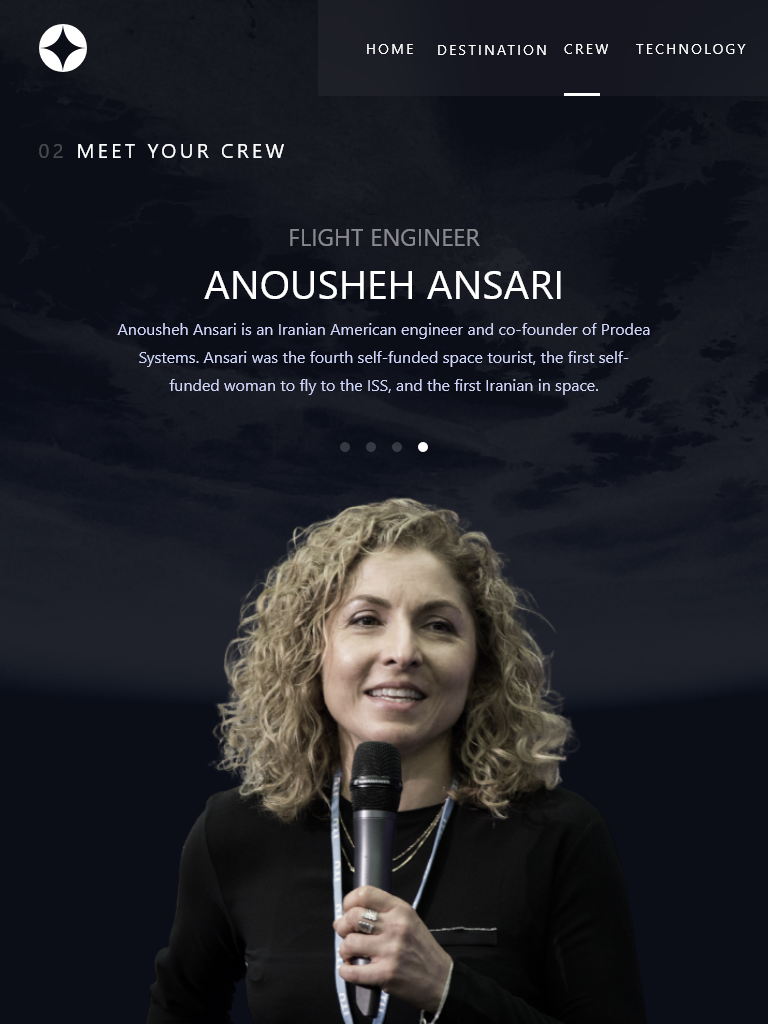 HOME DESTINATION CREW TECHNOLOGY
02 MEET YOUR CREW
FLIGHT ENGINEER
ANOUSHEH ANSARI
Anousheh Ansari is an Iranian American engineer and co-founder of Prodea
Systems. Ansari was the fourth self-funded space tourist, the first self-
funded woman to fly to the ISS, and the first Iranian in space.